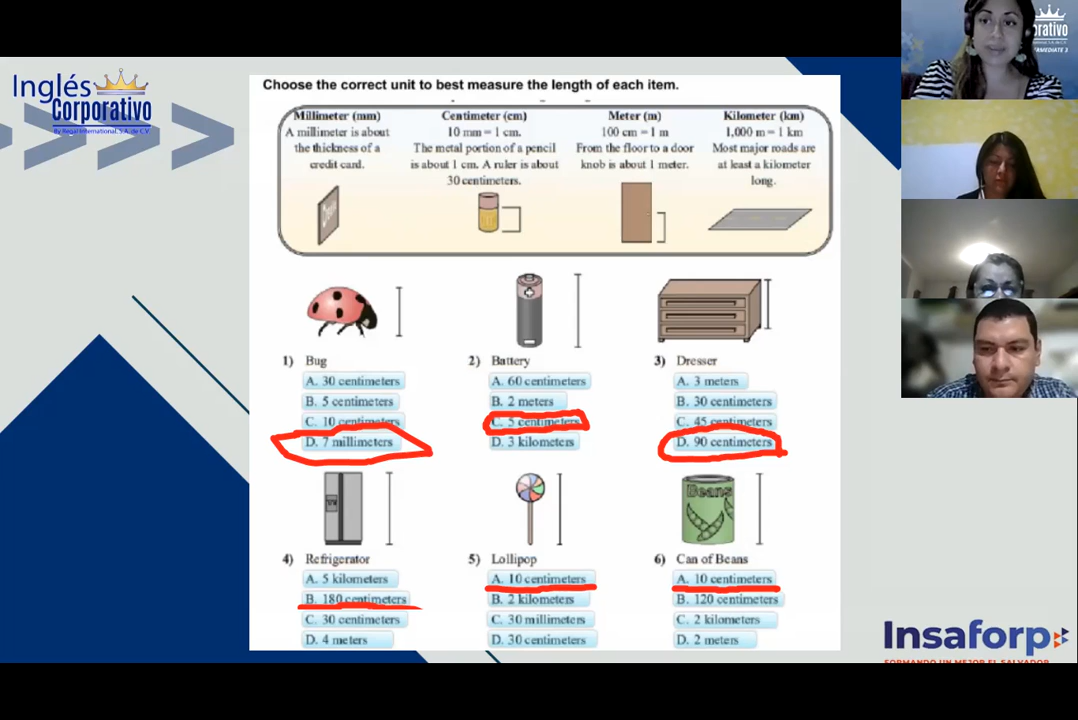 Inglés
Corporativo
By Regal International, S.A. de C.V.
orativo
Choose the correct unit to best measure the length of each item.
Millimeter (mm)
A millimeter is about
the thickness of a
credit card.
Centimeter (cm)
10 mm = 1 cm.
The metal portion of a pencil
is about 1 cm. A ruler is about
30 centimeters.
Meter (m)
100 cm = 1 m
From the floor to a door
knob is about 1 meter.
Kilometer (km)
1,000 m = 1 km
Most major roads are
at least a kilometer
long.
1) Bug
A. 30 centimeters
B. 5 centimeters
C. 10 centimeters
D. 7 millimeters
2) Battery
A. 60 centimeters
B. 2 meters
C. 5 centimeters
D. 3 kilometers
3) Dresser
A. 3 meters
B. 30 centimeters
C. 45 centimeters
D. 90 centimeters
4) Refrigerator
A. 5 kilometers
B. 180 centimeters
C. 30 centimeters
D. 4 meters
5) Lollipop
A. 10 centimeters
B. 2 kilometers
C. 30 millimeters
D. 30 centimeters
Beans
6) Can of Beans
A. 10 centimeters
B. 120 centimeters
C. 2 kilometers
D. 2 meters
Insaforp
FORMANDO UN MEJOR EL SALVADOR